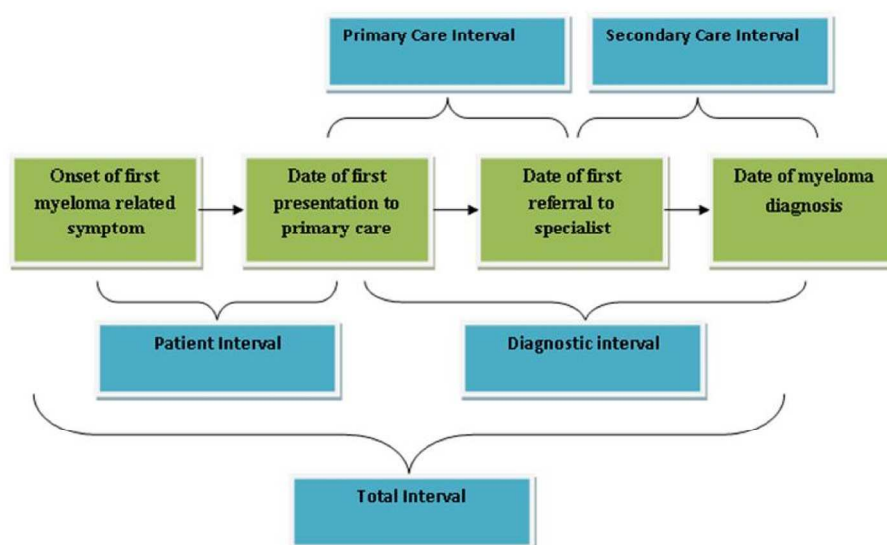 Primary Care Interval
Secondary Care Interval
Onset of first
myeloma related
symptom
Date of first
presentation to
primary care
Date of first
referral to
specialist
Date of myeloma
diagnosis
Patient Interval
Diagnostic interval
Total Interval